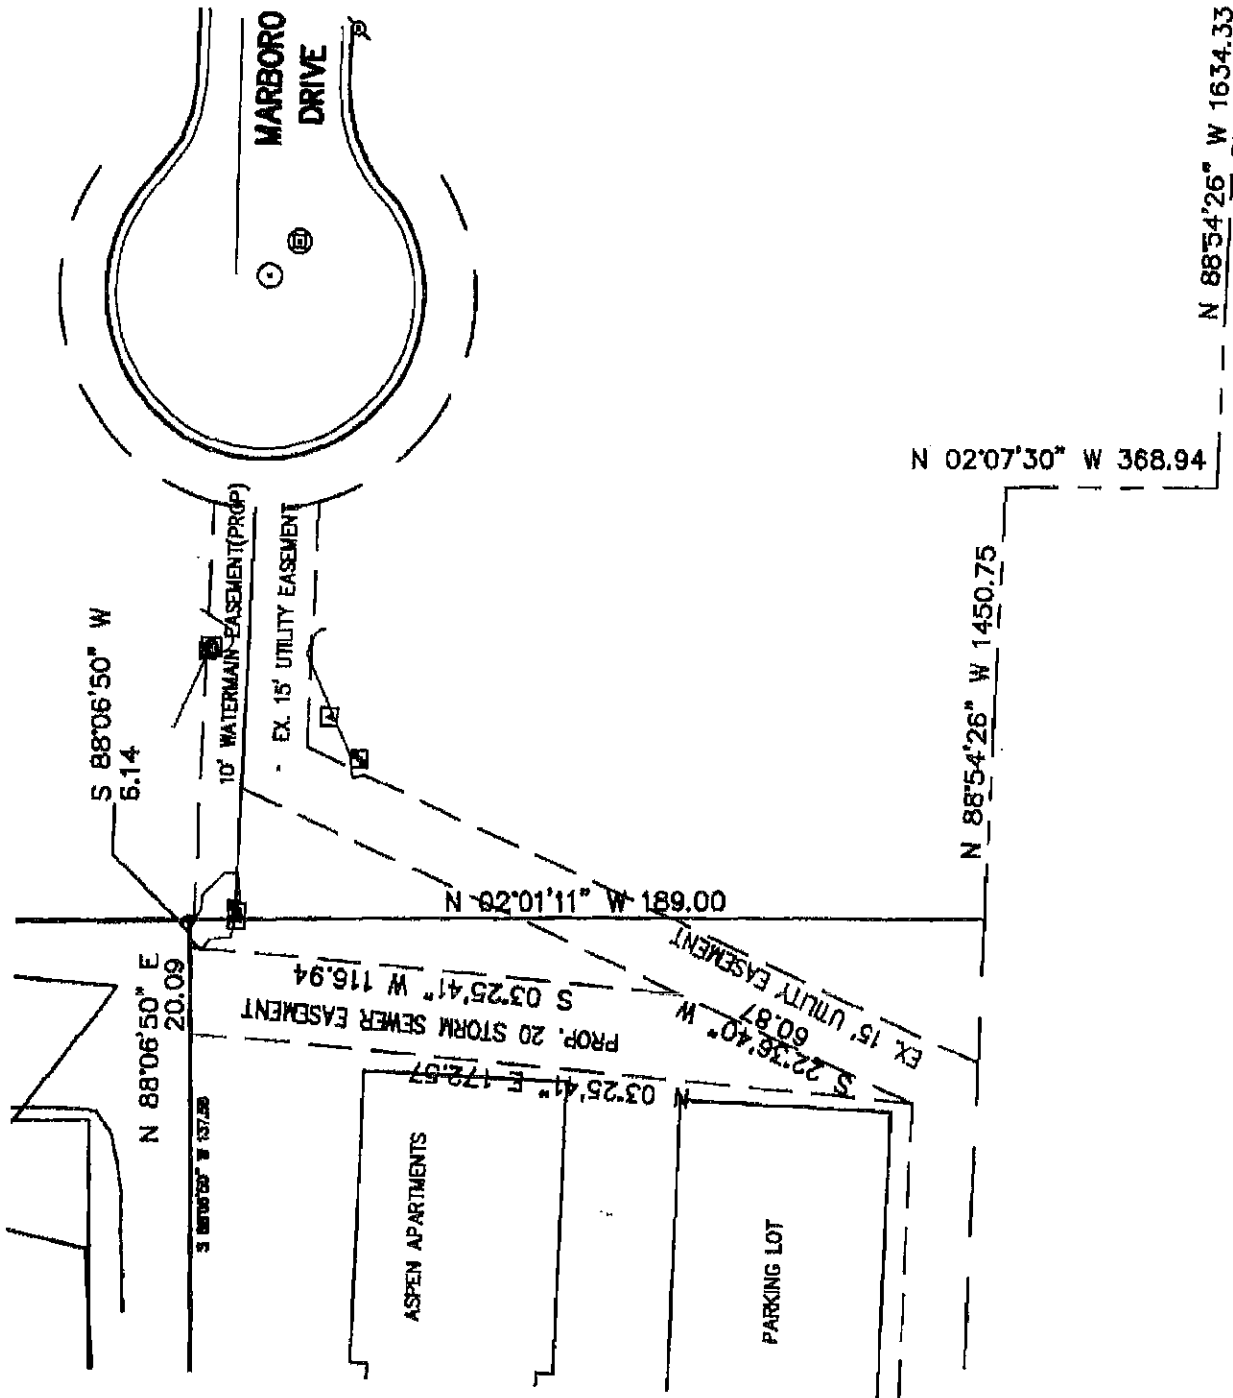 MARBORO
DRIVE
N 88°54'26" W 1634.33
N 02°07'30" W 368.94
10' WATERMAIN EASEMENT(PROP)
EX. 15' UTILITY EASEMENT
S 88°06'50" W
6.14
N 88°54'26" W 1450.75
N 02°01'11" W 189.00
N 88°06'50" E
20.09
S 03°25'41" W 116.94
PROP. 20 STORM SEWER EASEMENT
N 03°25'41" E 172.57
EX. 15' UTILITY EASEMENT
60.87
S 22°36'40" W
ASPEN APARTMENTS
PARKING LOT